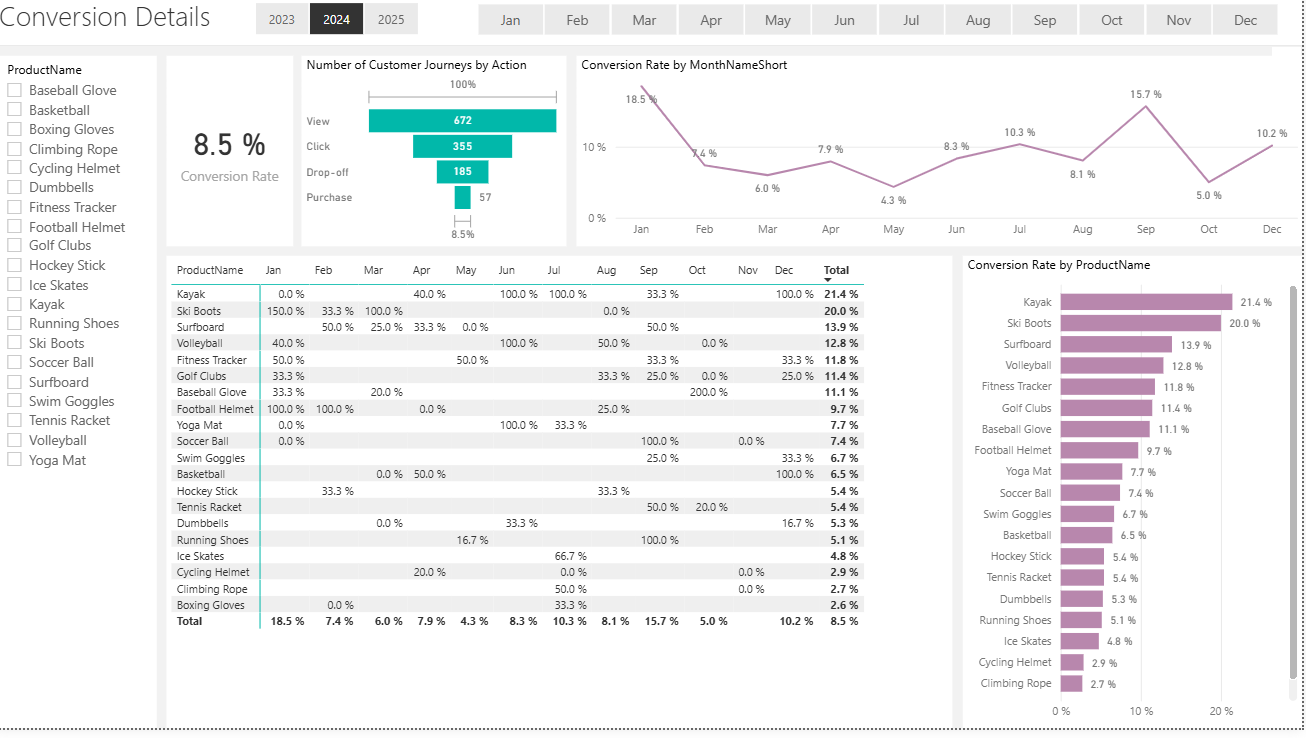 Conversion Details
2023 2024 2025
Jan Feb Mar Apr May Jun Jul Aug Sep Oct Nov Dec
ProductName
Baseball Glove
Basketball
Boxing Gloves
Climbing Rope
Cycling Helmet
Dumbbells
Fitness Tracker
Football Helmet
Golf Clubs
Hockey Stick
Ice Skates
Kayak
Running Shoes
Ski Boots
Soccer Ball
Surfboard
Swim Goggles
Tennis Racket
Volleyball
Yoga Mat
8.5 %
Conversion Rate
Number of Customer Journeys by Action
100%
View 672
Click 355
Drop-off 185
Purchase 57
8.5%
Conversion Rate by MonthNameShort
10 %
0 %
18.5 % 7.4 % 6.0 % 7.9 % 4.3 % 8.3 % 10.3 % 8.1 % 15.7 % 5.0 % 10.2 %
Jan Feb Mar Apr May Jun Jul Aug Sep Oct Dec
ProductName Jan Feb Mar Apr May Jun Jul Aug Sep Oct Nov Dec Total
Kayak 0.0 % 40.0 % 100.0 % 100.0 % 33.3 % 100.0 % 21.4 %
Ski Boots 150.0 % 33.3 % 100.0 % 0.0 % 20.0 %
Surfboard 50.0 % 25.0 % 33.3 % 0.0 % 50.0 % 13.9 %
Volleyball 40.0 % 100.0 % 50.0 % 0.0 % 12.8 %
Fitness Tracker 50.0 % 50.0 % 33.3 % 33.3 % 11.8 %
Golf Clubs 33.3 % 33.3 % 25.0 % 0.0 % 25.0 % 11.4 %
Baseball Glove 33.3 % 20.0 % 200.0 % 11.1 %
Football Helmet 100.0 % 100.0 % 0.0 % 25.0 % 9.7 %
Yoga Mat 0.0 % 100.0 % 33.3 % 7.7 %
Soccer Ball 0.0 % 100.0 % 0.0 % 7.4 %
Swim Goggles 25.0 % 33.3 % 6.7 %
Basketball 0.0 % 50.0 % 100.0 % 6.5 %
Hockey Stick 33.3 % 33.3 % 5.4 %
Tennis Racket 50.0 % 20.0 % 5.4 %
Dumbbells 0.0 % 33.3 % 16.7 % 5.3 %
Running Shoes 16.7 % 100.0 % 5.1 %
Ice Skates 66.7 % 4.8 %
Cycling Helmet 20.0 % 0.0 % 0.0 % 2.9 %
Climbing Rope 50.0 % 0.0 % 2.7 %
Boxing Gloves 0.0 % 33.3 % 2.6 %
Total 18.5 % 7.4 % 6.0 % 7.9 % 4.3 % 8.3 % 10.3 % 8.1 % 15.7 % 5.0 % 10.2 % 8.5 %
Conversion Rate by ProductName
Kayak 21.4 %
Ski Boots 20.0 %
Surfboard 13.9 %
Volleyball 12.8 %
Fitness Tracker 11.8 %
Golf Clubs 11.4 %
Baseball Glove 11.1 %
Football Helmet 9.7 %
Yoga Mat 7.7 %
Soccer Ball 7.4 %
Swim Goggles 6.7 %
Basketball 6.5 %
Hockey Stick 5.4 %
Tennis Racket 5.4 %
Dumbbells 5.3 %
Running Shoes 5.1 %
Ice Skates 4.8 %
Cycling Helmet 2.9 %
Climbing Rope 2.7 %
0 % 10 % 20 %